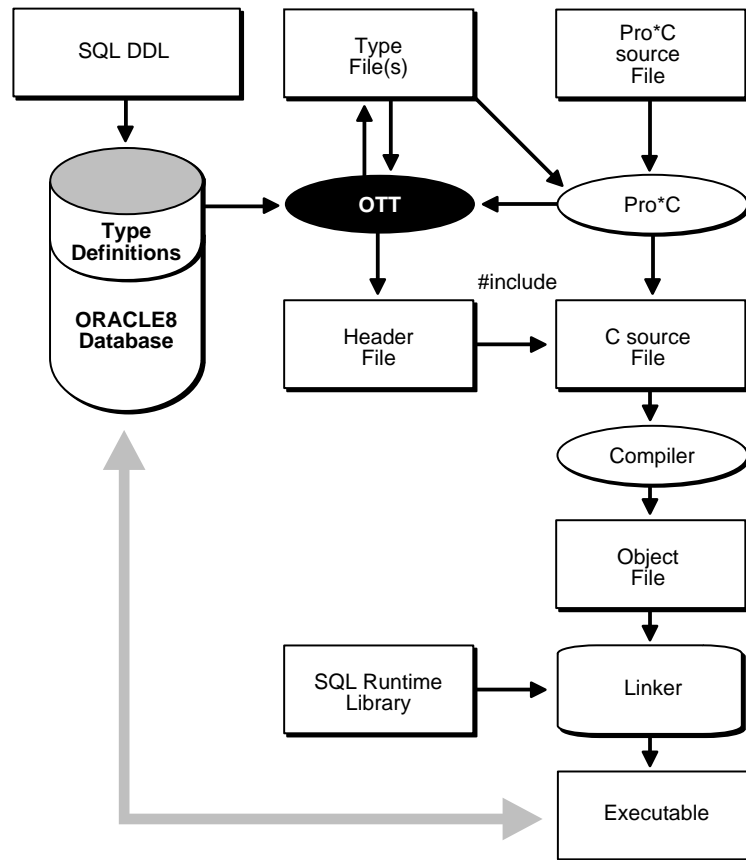 SQL DDL
Type
File(s)
Pro*C
source
File
OTT
Pro*C
Type
Definitions
ORACLE8
Database
#include
Header
File
C source
File
Compiler
Object
File
SQL Runtime
Library
Linker
Executable